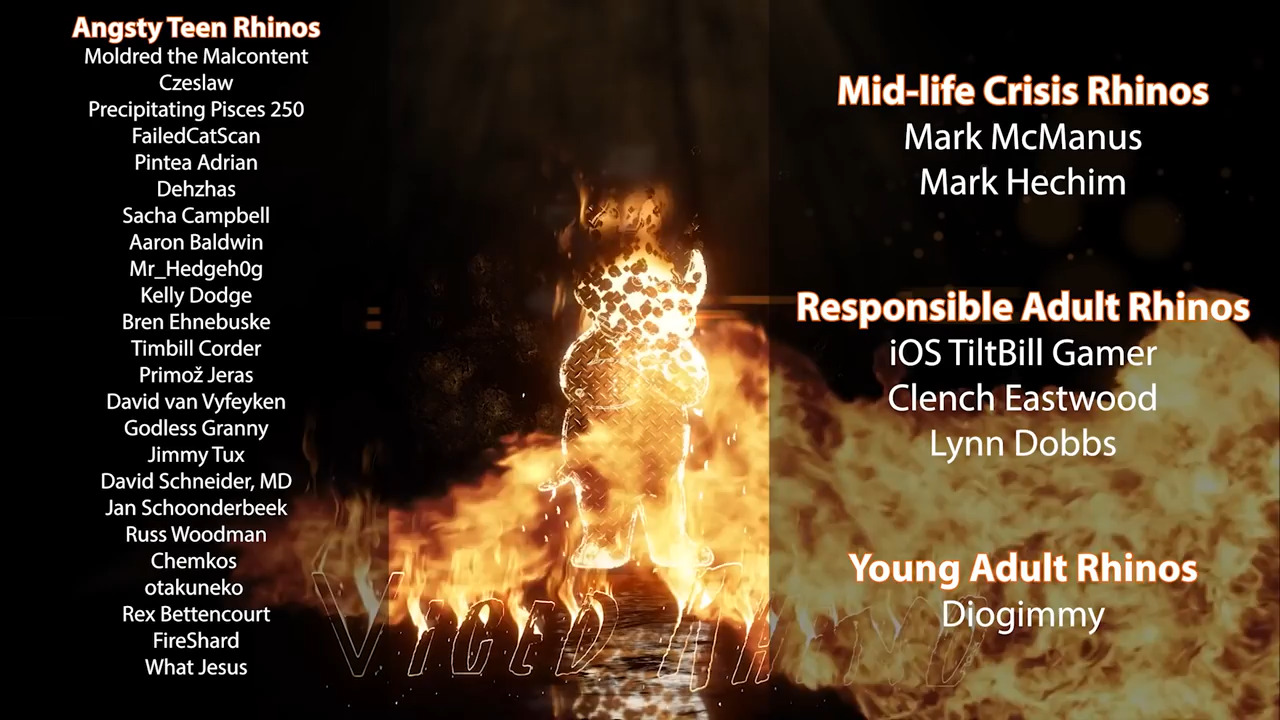 Angsty Teen Rhinos
Moldred the Malcontent
Czeslaw
Precipitating Pisces 250
FailedCatScan
Pintea Adrian
Dehzhas
Sacha Campbell
Aaron Baldwin
Mr_Hedgeh0g
Kelly Dodge
Bren Ehnebuske
Timbill Corder
Primož Jeras
David van Vyfeyken
Godless Granny
Jimmy Tux
David Schneider, MD
Jan Schoonderbeek
Russ Woodman
Chemkos
otakuneko
Rex Bettencourt
FireShard
What Jesus
Mid-life Crisis Rhinos
Mark McManus
Mark Hechim
Responsible Adult Rhinos
iOS TiltBill Gamer
Clench Eastwood
Lynn Dobbs
Young Adult Rhinos
Diogimmy